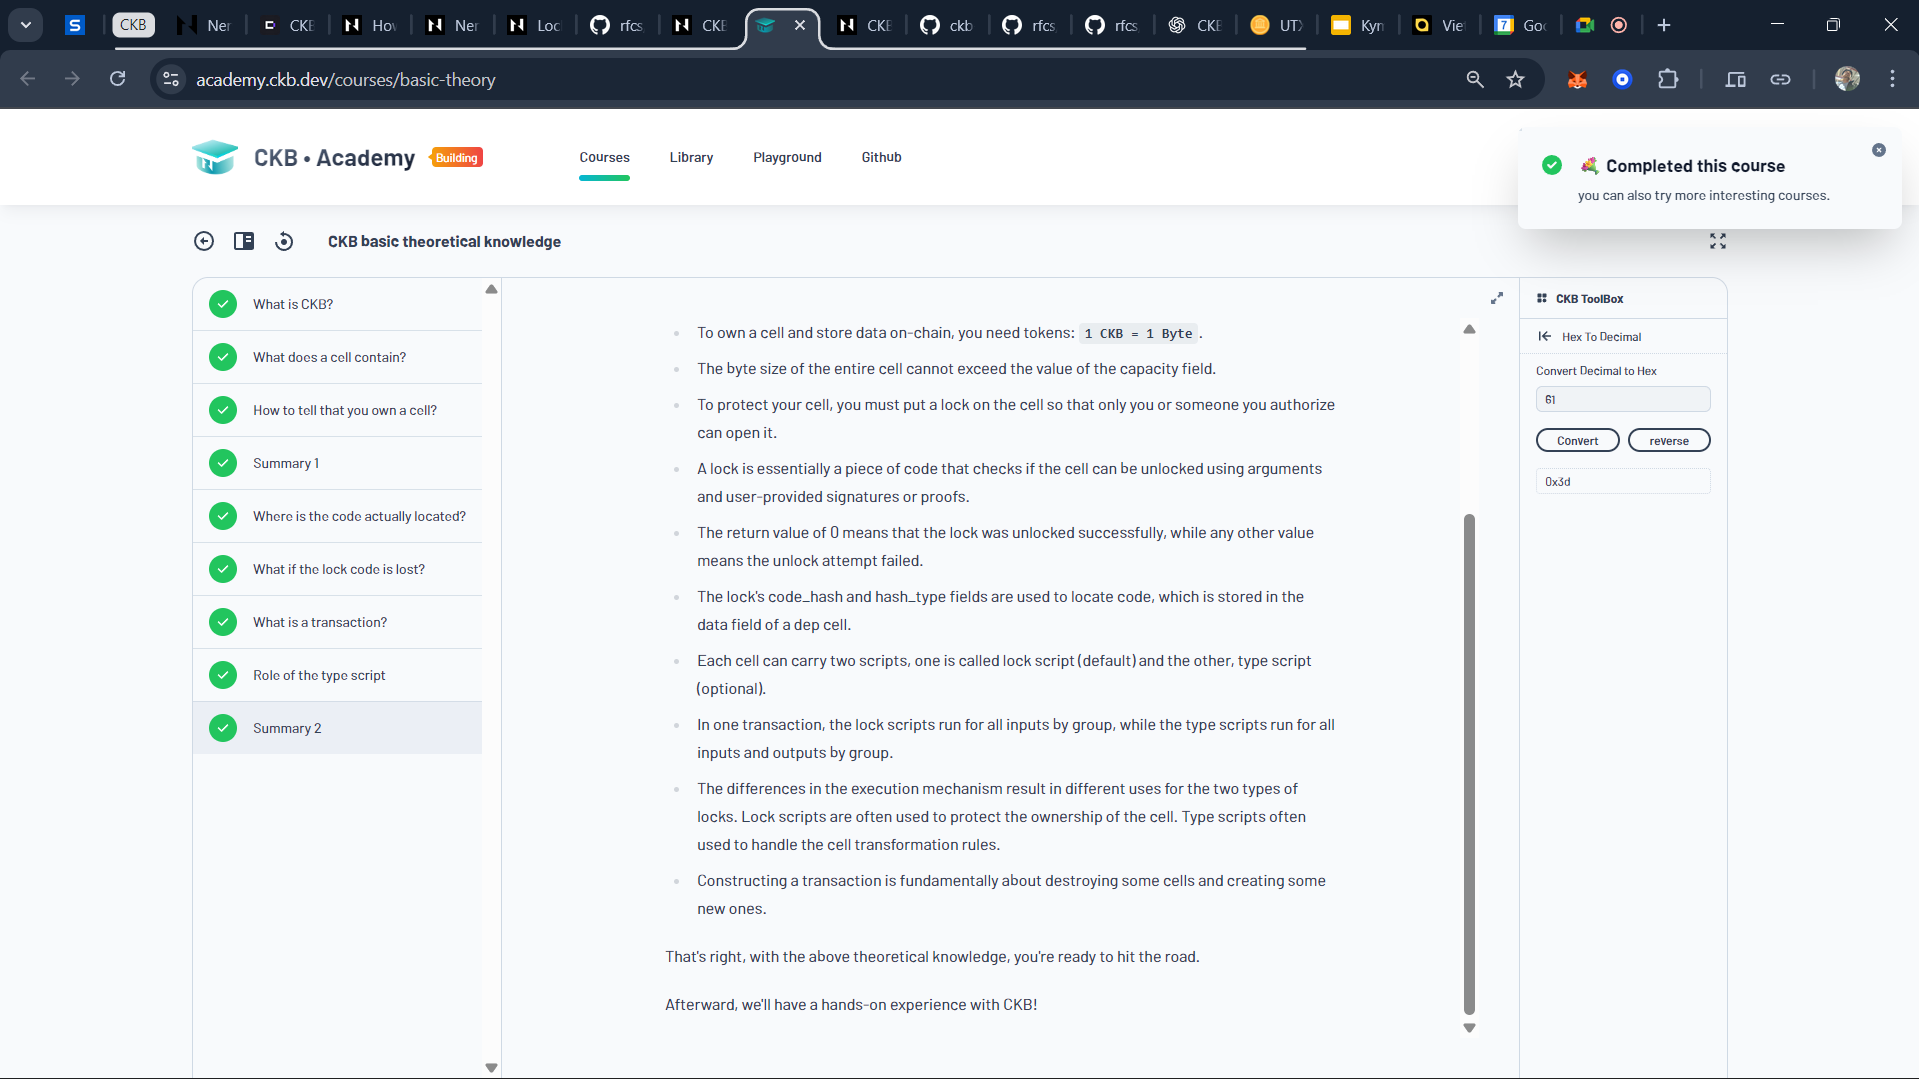 S
CKB
Ner
CKB
How
Ner
Loc
rfcs
CKB
CKB
ckb
rfcs
rfcs
CKB
UTX
Kyn
Vie
7
Goo
academy.ckb.dev/courses/basic-theory
CKB • Academy
Building
Courses
Library
Playground
Github
Completed this course
you can also try more interesting courses.
CKB basic theoretical knowledge
What is CKB?
What does a cell contain?
How to tell that you own a cell?
Summary 1
Where is the code actually located?
What if the lock code is lost?
What is a transaction?
Role of the type script
Summary 2
To own a cell and store data on-chain, you need tokens: 1 CKB = 1 Byte .
The byte size of the entire cell cannot exceed the value of the capacity field.
To protect your cell, you must put a lock on the cell so that only you or someone you authorize
can open it.
A lock is essentially a piece of code that checks if the cell can be unlocked using arguments
and user-provided signatures or proofs.
The return value of 0 means that the lock was unlocked successfully, while any other value
means the unlock attempt failed.
The lock's code_hash and hash_type fields are used to locate code, which is stored in the
data field of a dep cell.
Each cell can carry two scripts, one is called lock script (default) and the other, type script
(optional).
In one transaction, the lock scripts run for all inputs by group, while the type scripts run for all
inputs and outputs by group.
The differences in the execution mechanism result in different uses for the two types of
locks. Lock scripts are often used to protect the ownership of the cell. Type scripts often
used to handle the cell transformation rules.
Constructing a transaction is fundamentally about destroying some cells and creating some
new ones.
That's right, with the above theoretical knowledge, you're ready to hit the road.
Afterward, we'll have a hands-on experience with CKB!
CKB ToolBox
Hex To Decimal
Convert Decimal to Hex
61
Convert
reverse
0x3d